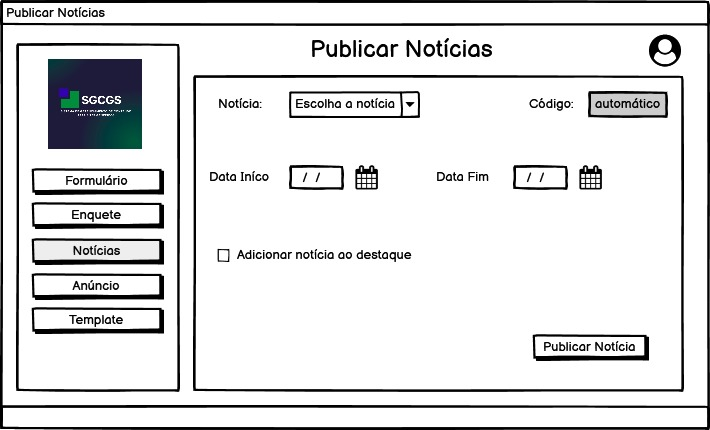 Publicar Notícias
Publicar Notícias
SGCGS
Formulário
Enquete
Notícias
Anúncio
Template
Notícia: Escolha a notícia Código: automático
Data Iníco / / Data Fim / /
Adicionar notícia ao destaque
Publicar Notícia